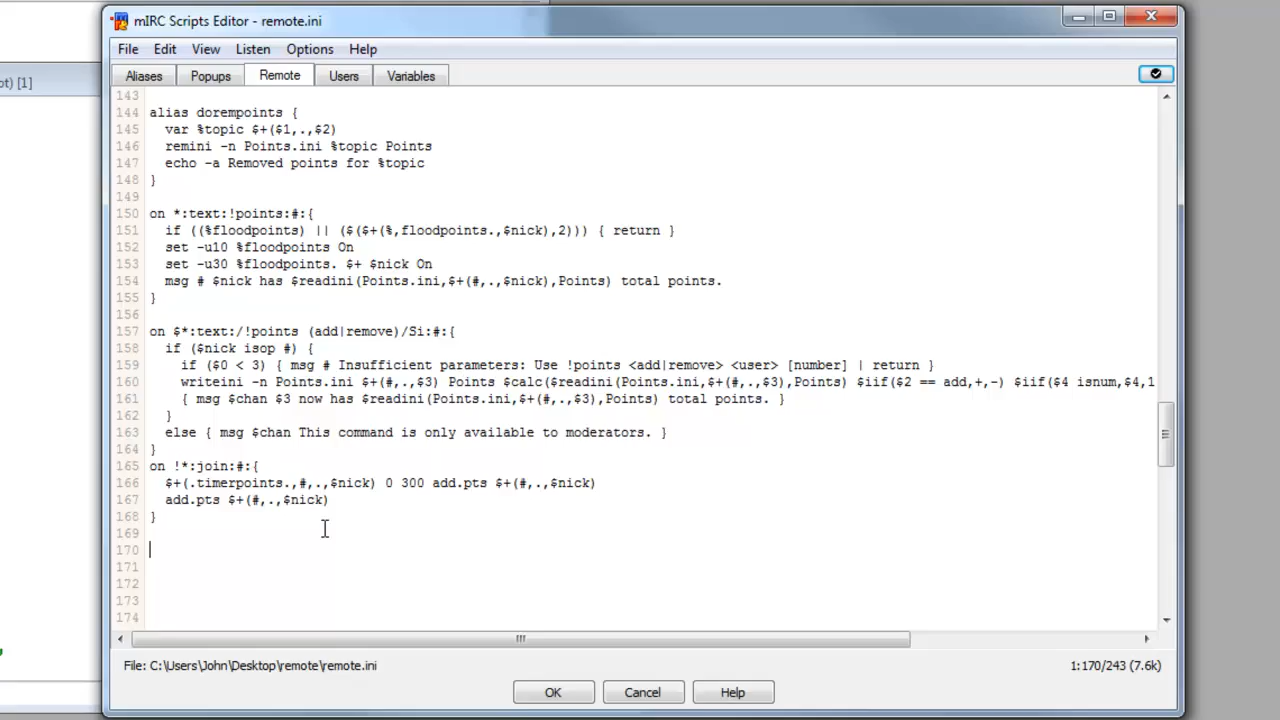 mIRC Scripts Editor - remote.ini
File Edit View Listen Options Help
ot) [1]
Aliases Popups Remote Users Variables
143
144 alias dorempoints {
145 var %topic $+($1,.,$2)
146 remini -n Points.ini %topic Points
147 echo -a Removed points for %topic
148 }
149
150 on *:text:!points:#:{
151 if ((%floodpoints) || ($($+(%,floodpoints.,$nick),2))) { return }
152 set -u10 %floodpoints On
153 set -u30 %floodpoints. $+ $nick On
154 msg # $nick has $readini(Points.ini,$+(#,.,$nick),Points) total points.
155 }
156
157 on $*:text:/!points (add|remove)/Si:#:{
158 if ($nick isop #) {
159 if ($0 < 3) { msg # Insufficient parameters: Use !points <add|remove> <user> [number] | return }
160 writeini -n Points.ini $+(#,.,$3) Points $calc($readini(Points.ini,$+(#,.,$3),Points) $iif($2 == add,+,-) $iif($4 isnum,$4,1
161 { msg $chan $3 now has $readini(Points.ini,$+(#,.,$3),Points) total points. }
162 }
163 else { msg $chan This command is only available to moderators. }
164 }
165 on !*:join:#:{
166 $+(.timerpoints.,#,.,$nick) 0 300 add.pts $+(#,.,$nick)
167 add.pts $+(#,.,$nick)
168 }
169
170
171
172
173
174
File: C:\Users\John\Desktop\remote\remote.ini 1:170/243 (7.6k)
OK Cancel Help